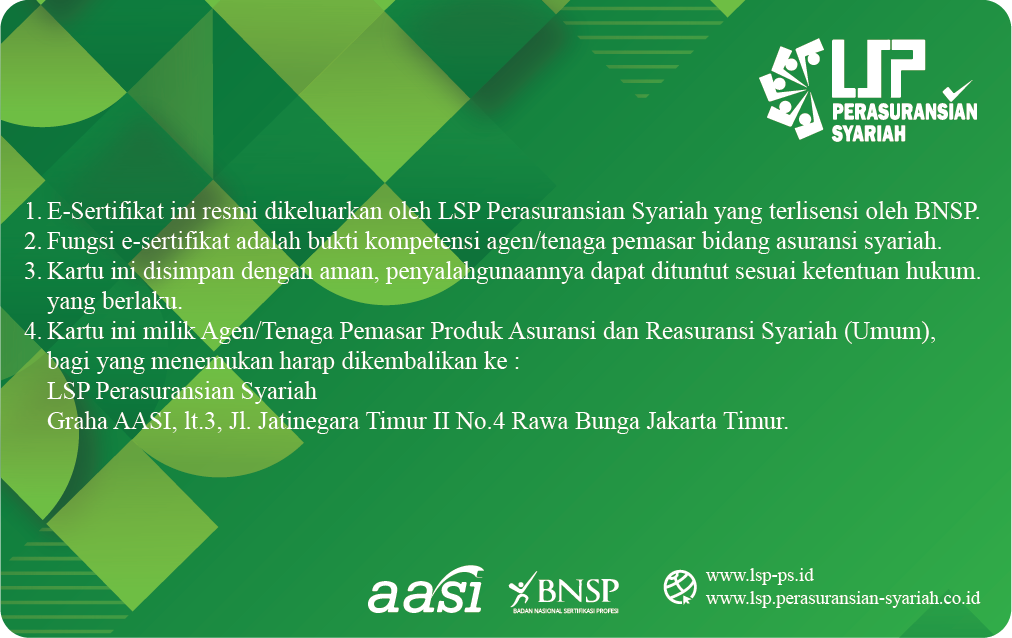 LSP
PERASURANSIAN
SYARIAH
1. E-Sertifikat ini resmi dikeluarkan oleh LSP Perasuransian Syariah yang terlisensi oleh BNSP.
2. Fungsi e-sertifikat adalah bukti kompetensi agen/tenaga pemasar bidang asuransi syariah.
3. Kartu ini disimpan dengan aman, penyalahgunaannya dapat dituntut sesuai ketentuan hukum.
yang berlaku.
4. Kartu ini milik Agen/Tenaga Pemasar Produk Asuransi dan Reasuransi Syariah (Umum),
bagi yang menemukan harap dikembalikan ke :
LSP Perasuransian Syariah
Graha AASI, lt.3, Jl. Jatinegara Timur II No.4 Rawa Bunga Jakarta Timur.
aasi
BNSP
BADAN NASIONAL SERTIFIKASI PROFESI
www.lsp-ps.id
www.lsp.perasuransian-syariah.co.id